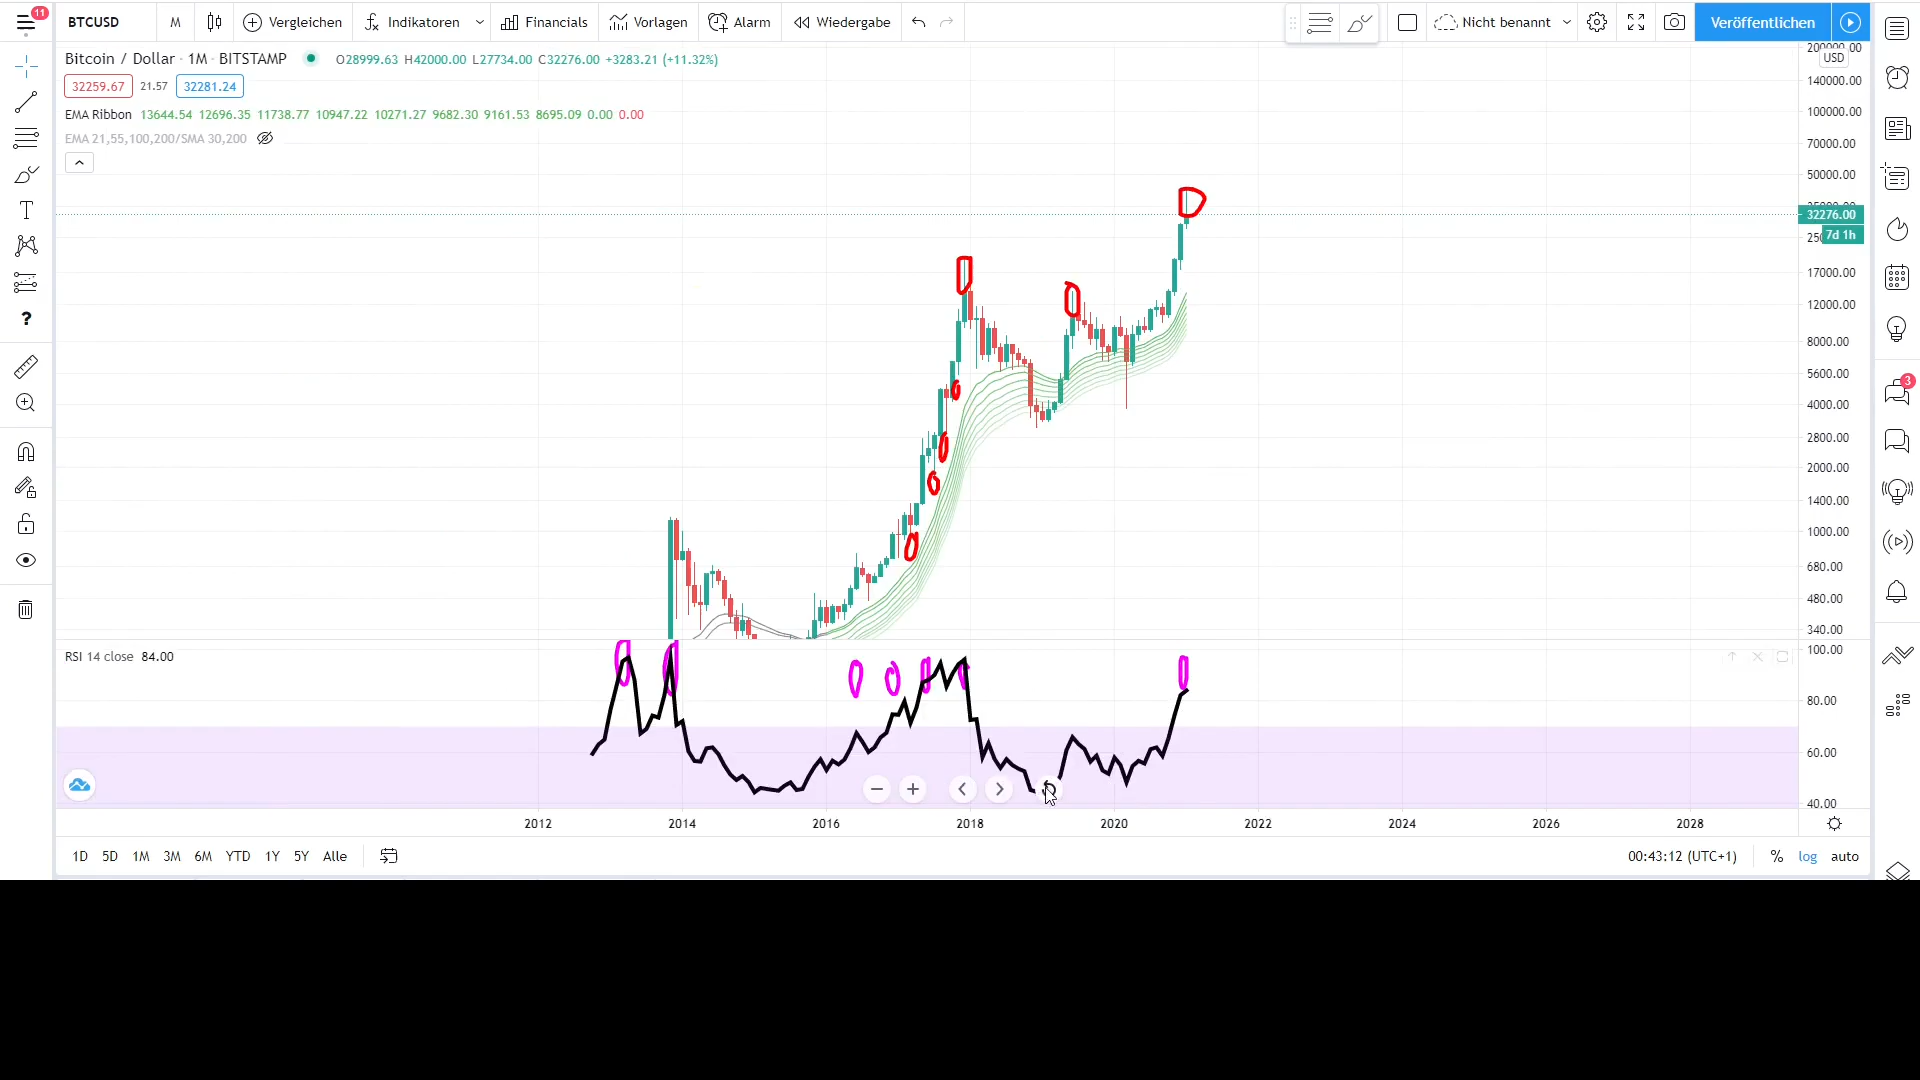 11
BTCUSD M Vergleichen Indikatoren Financials Vorlagen Alarm Wiedergabe Nicht benannt Veröffentlichen
Bitcoin / Dollar · 1M · BITSTAMP O28999.63 H42000.00 L27734.00 C32276.00 +3283.21 (+11.32%)
32259.67 21.57 32281.24
EMA Ribbon 13644.54 12696.35 11738.77 10947.22 10271.27 9682.30 9161.53 8695.09 0.00 0.00
EMA 21,55,100,200/SMA 30,200
USD
140000.00
100000.00
70000.00
50000.00
32276.00
7d 1h
17000.00
12000.00
8000.00
5600.00
3
4000.00
2800.00
2000.00
1400.00
1000.00
680.00
480.00
340.00
RSI 14 close 84.00
100.00
80.00
60.00
40.00
2012 2014 2016 2018 2020 2022 2024 2026 2028
1D 5D 1M 3M 6M YTD 1Y 5Y Alle 00:43:12 (UTC+1) % log auto